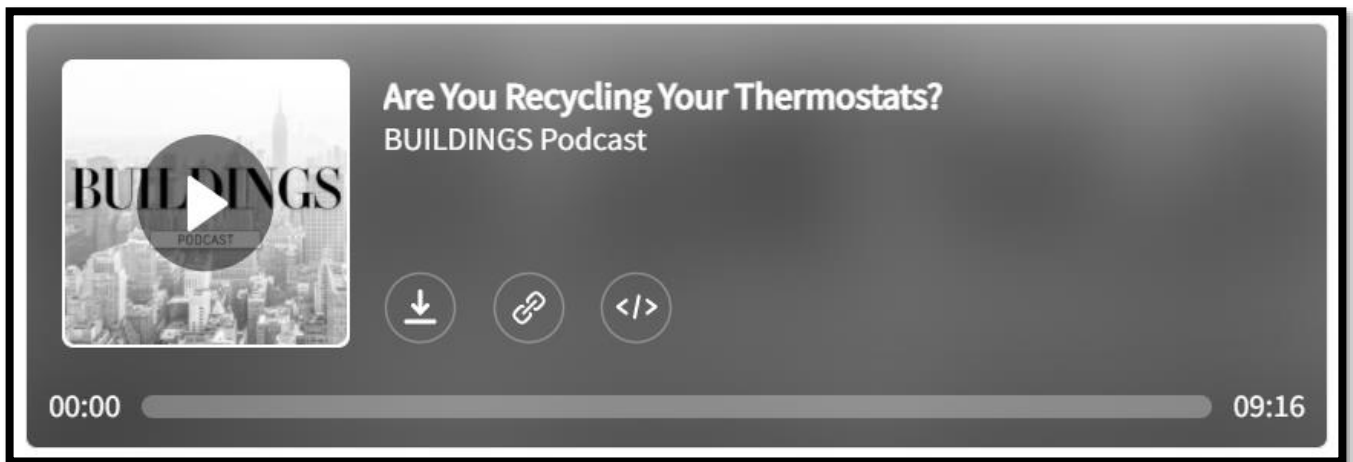 Are You Recycling Your Thermostats?
BUILDINGS Podcast
BUILDINGS
PODCAST
</>
00:00
09:16